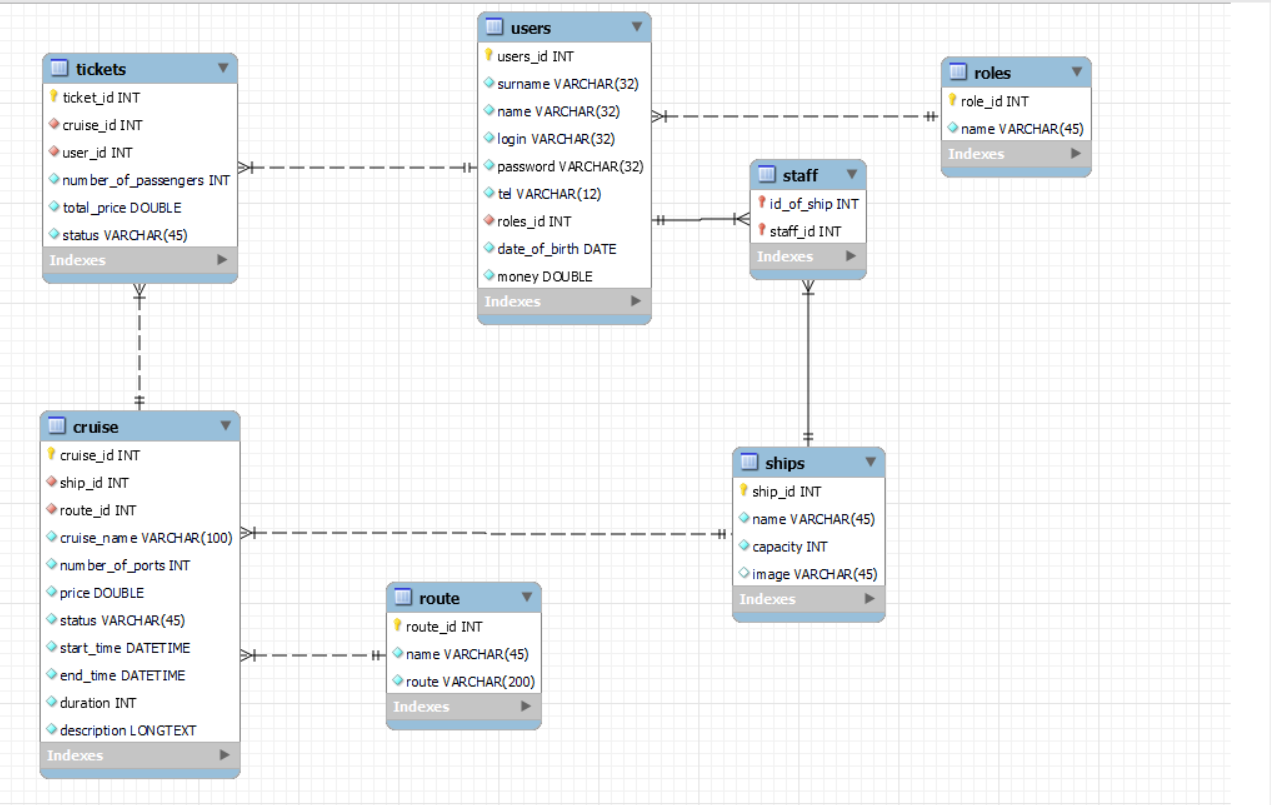 tickets
ticket_id INT
cruise_id INT
user_id INT
number_of_passengers INT
total_price DOUBLE
status VARCHAR(45)
Indexes
users
users_id INT
surname VARCHAR(32)
name VARCHAR(32)
login VARCHAR(32)
password VARCHAR(32)
tel VARCHAR(12)
roles_id INT
date_of_birth DATE
money DOUBLE
Indexes
roles
role_id INT
name VARCHAR(45)
Indexes
staff
id_of_ship INT
staff_id INT
Indexes
cruise
cruise_id INT
ship_id INT
route_id INT
cruise_name VARCHAR(100)
number_of_ports INT
price DOUBLE
status VARCHAR(45)
start_time DATETIME
end_time DATETIME
duration INT
description LONGTEXT
Indexes
route
route_id INT
name VARCHAR(45)
route VARCHAR(200)
Indexes
ships
ship_id INT
name VARCHAR(45)
capacity INT
image VARCHAR(45)
Indexes